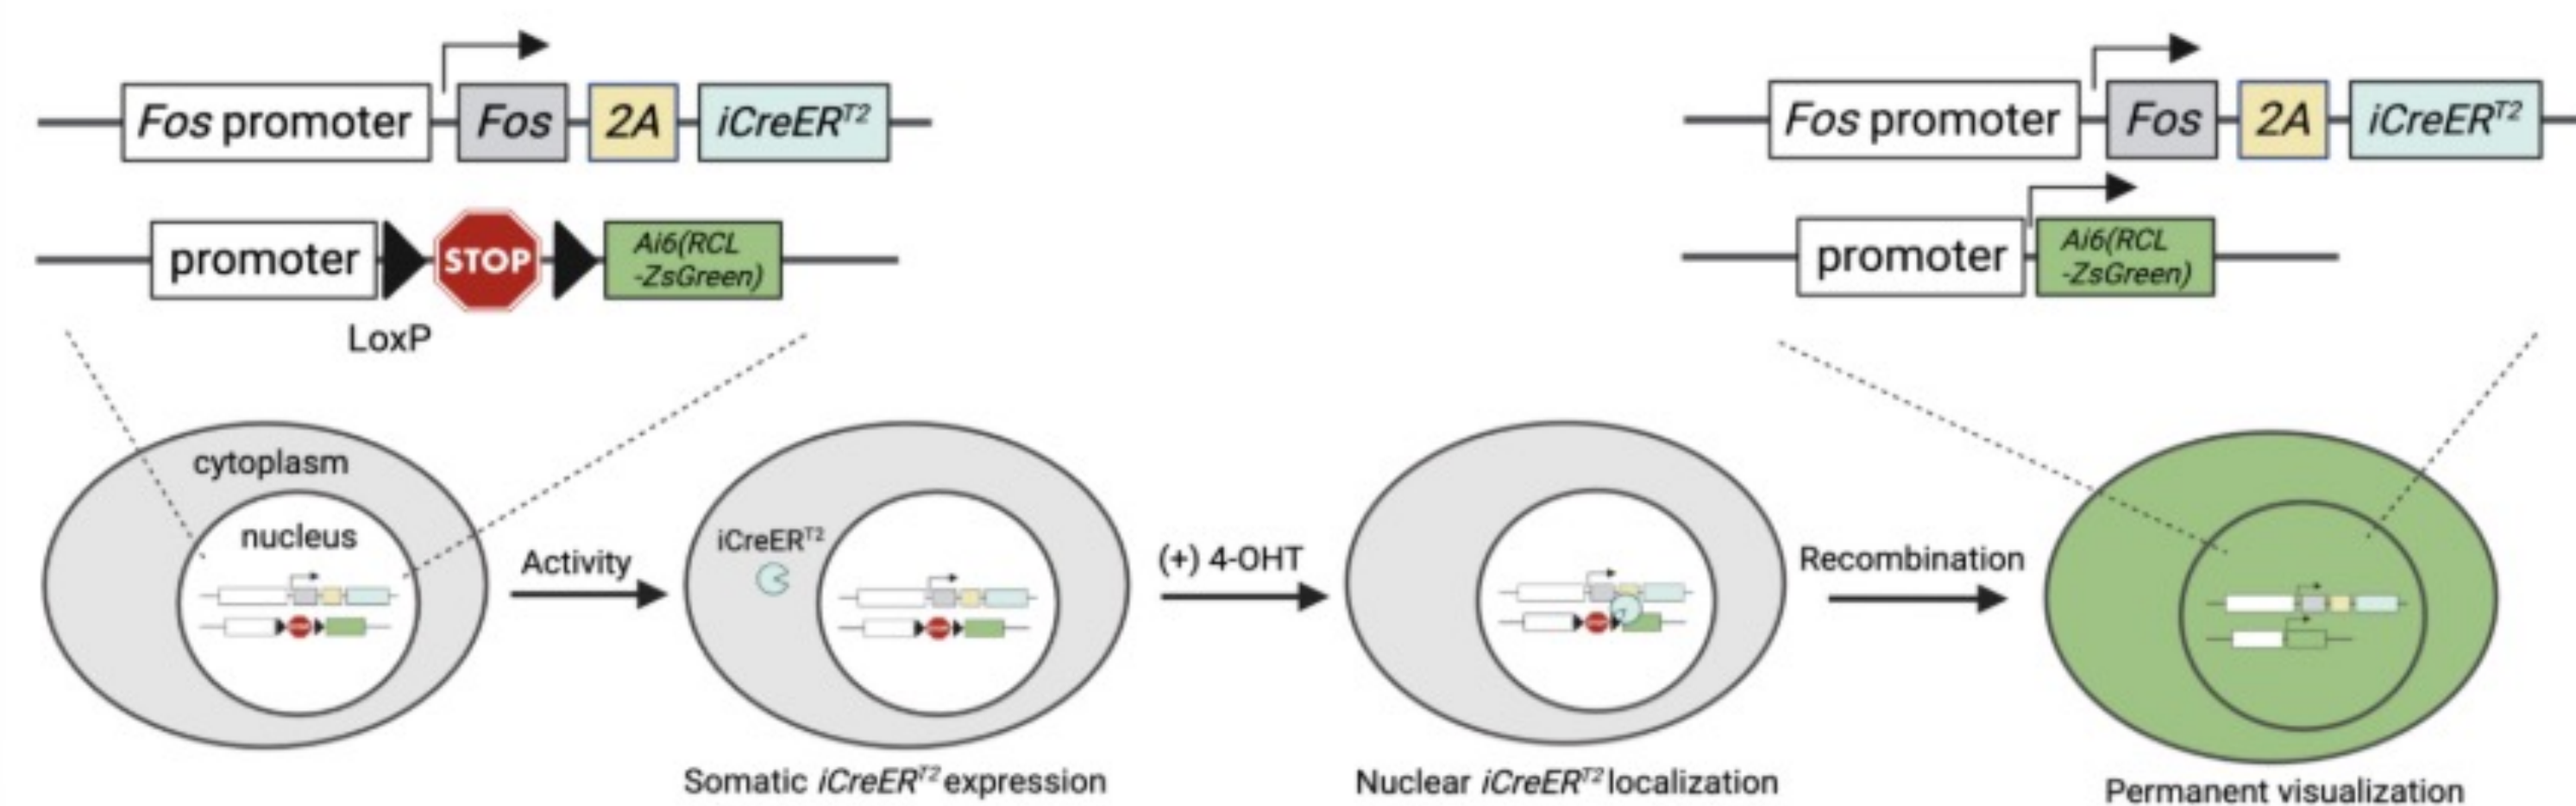 Fos promoter Fos 2A iCreER^T2
Fos promoter Fos 2A iCreER^T2
promoter STOP Ai6(RCL
-ZsGreen)
promoter Ai6(RCL
-ZsGreen)
LoxP
cytoplasm
nucleus
Activity
iCreER^T2
(+) 4-OHT
Recombination
Somatic iCreER^T2 expression
Nuclear iCreER^T2 localization
Permanent visualization